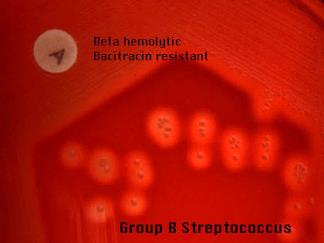 Beta hemolytic
Bacitracin resistant
A
Group B Streptococcus